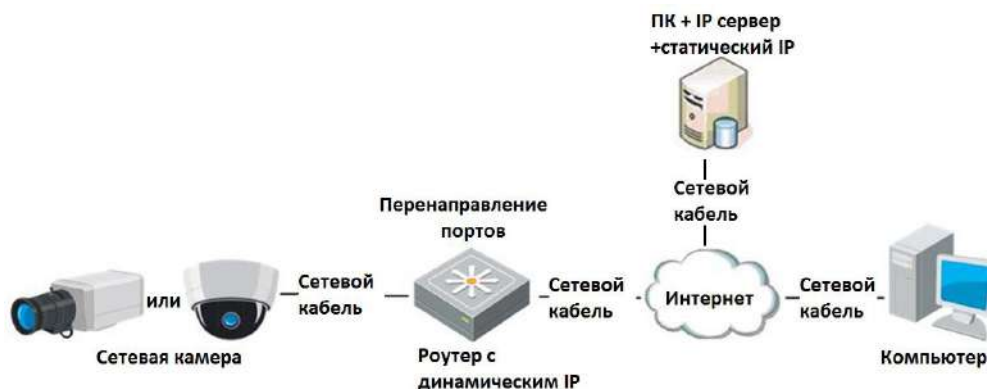 ПК + IP сервер
+статический IP
Сетевой
кабель
Перенаправление
портов
или
Сетевой
кабель
Сетевой
кабель
Интернет
Сетевой
кабель
Сетевая камера
Роутер с
динамическим IP
Компьютер